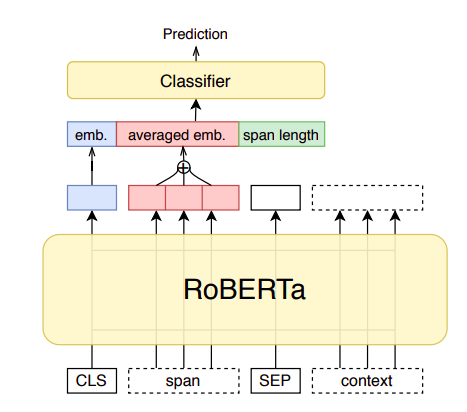 Prediction
Classifier
emb. averaged emb. span length
RoBERTa
CLS span SEP context